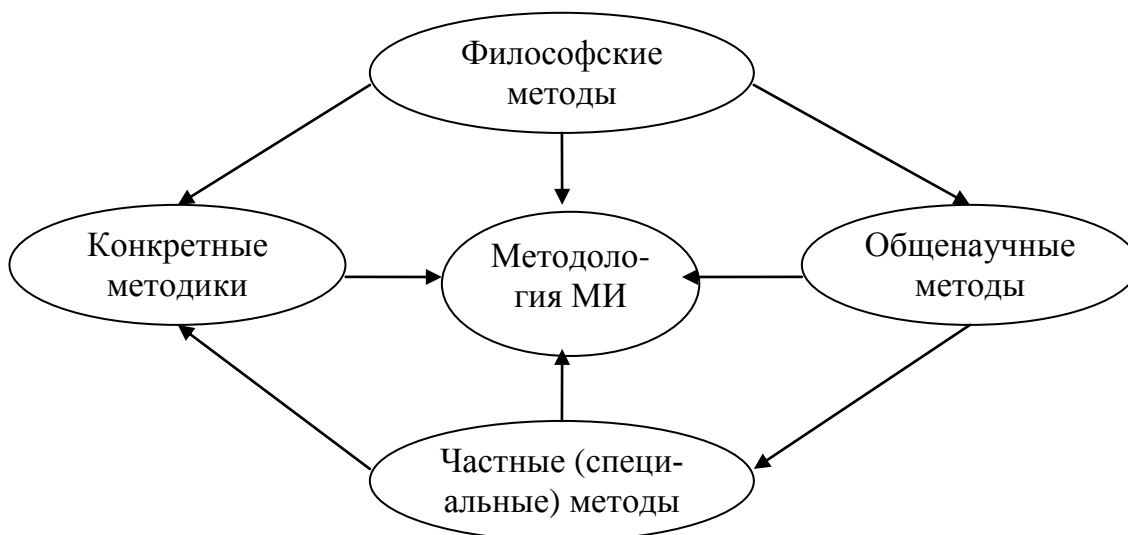 Философские
методы
Конкретные
методики
Методоло-
гия МИ
Общенаучные
методы
Частные (специ-
альные) методы